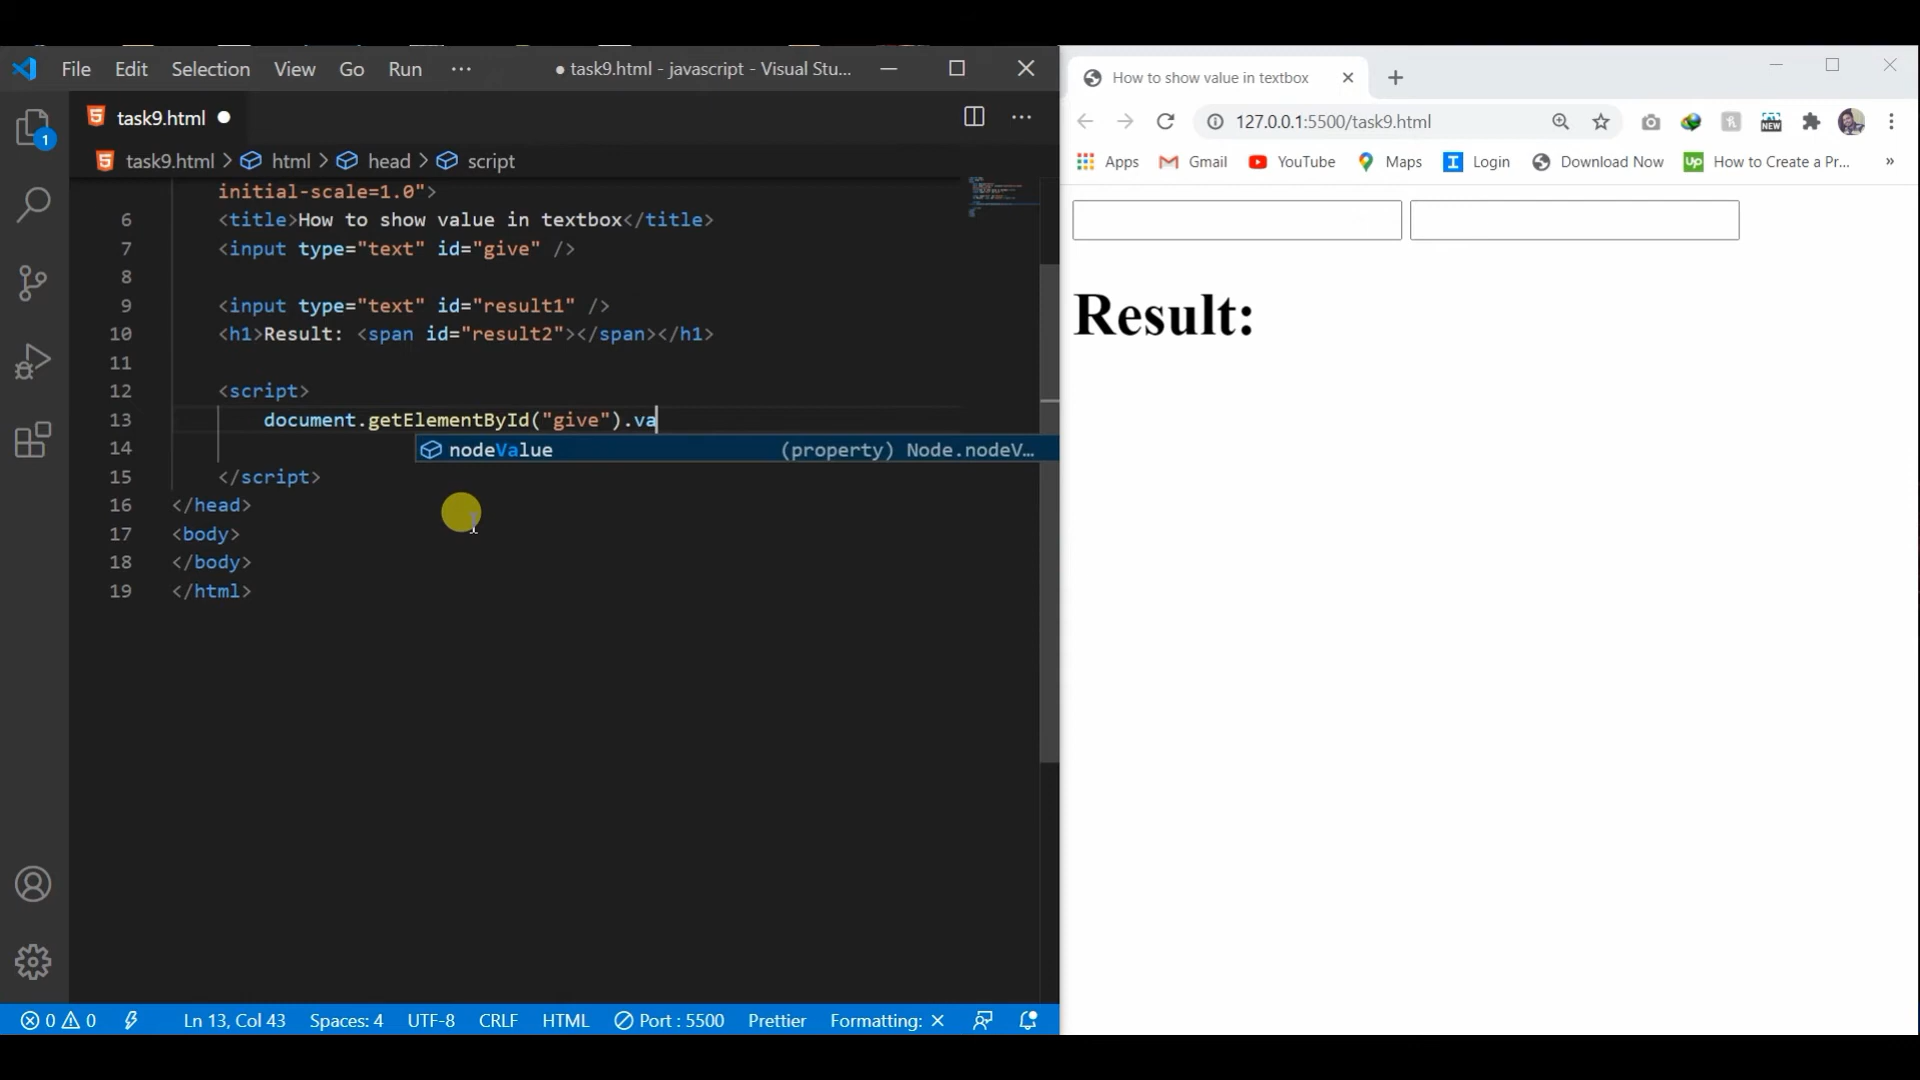 File Edit Selection View Go Run ··· ● task9.html - javascript - Visual Stu...
task9.html ●
task9.html > html > head > script
initial-scale=1.0">
6 <title>How to show value in textbox</title>
7 <input type="text" id="give" />
8
9 <input type="text" id="result1" />
10 <h1>Result: <span id="result2"></span></h1>
11
12 <script>
13 document.getElementById("give").va
nodeValue (property) Node.nodeV...
14
15 </script>
16 </head>
17 <body>
18 </body>
19 </html>
1
0 0 Ln 13, Col 43 Spaces: 4 UTF-8 CRLF HTML Port : 5500 Prettier Formatting: ×
How to show value in textbox
127.0.0.1:5500/task9.html
NEW
Apps Gmail YouTube Maps Login Download Now Up How to Create a Pr... »
Result: